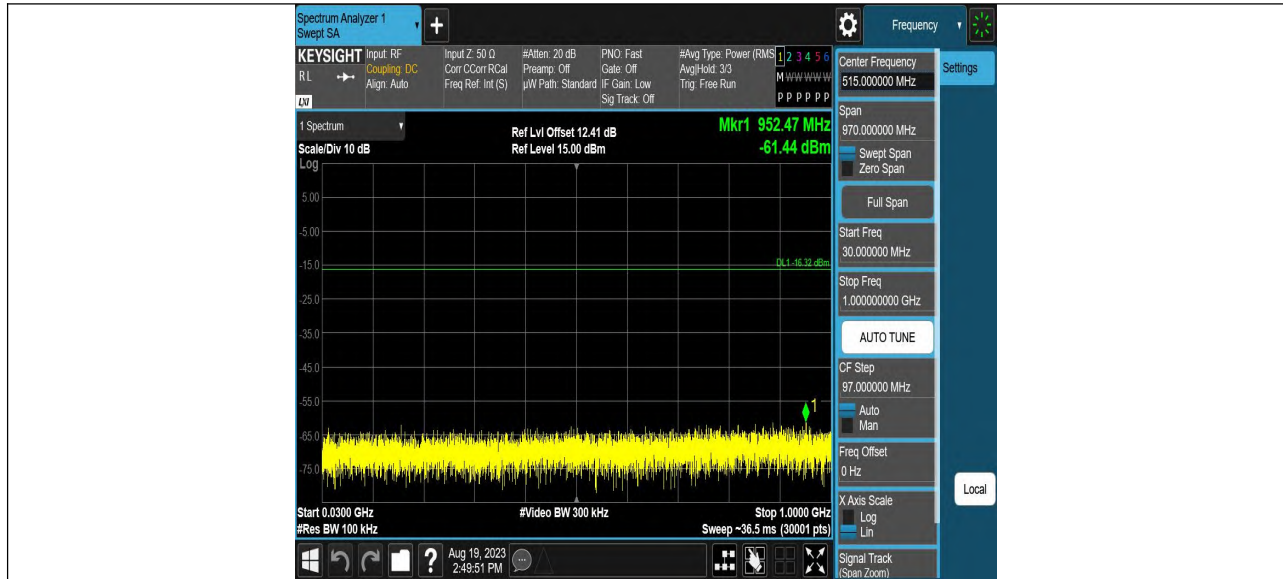 Spectrum Analyzer 1
Swept SA
+
Frequency
KEYSIGHT
RL
LXI
Input: RF
Coupling: DC
Align: Auto
Input Z: 50 Ω
Corr CCorr RCal
Freq Ref: Int (S)
#Atten: 20 dB
Preamp: Off
µW Path: Standard
PNO: Fast
Gate: Off
IF Gain: Low
Sig Track: Off
#Avg Type: Power (RMS
Avg|Hold: 3/3
Trig: Free Run
1 2 3 4 5 6
M W W W W W
P P P P P P
1 Spectrum
Scale/Div 10 dB
Log
Ref Lvl Offset 12.41 dB
Ref Level 15.00 dBm
Mkr1 952.47 MHz
-61.44 dBm
5.00
-5.00
-15.0
DL1 -16.32 dBm
-25.0
-35.0
-45.0
-55.0
1
-65.0
-75.0
Start 0.0300 GHz
#Res BW 100 kHz
#Video BW 300 kHz
Stop 1.0000 GHz
Sweep ~36.5 ms (30001 pts)
?
Aug 19, 2023
2:49:51 PM
Center Frequency
515.000000 MHz
Span
970.000000 MHz
Swept Span
Zero Span
Full Span
Start Freq
30.000000 MHz
Stop Freq
1.000000000 GHz
AUTO TUNE
CF Step
97.000000 MHz
Auto
Man
Freq Offset
0 Hz
X Axis Scale
Log
Lin
Signal Track
(Span Zoom)
Settings
Local